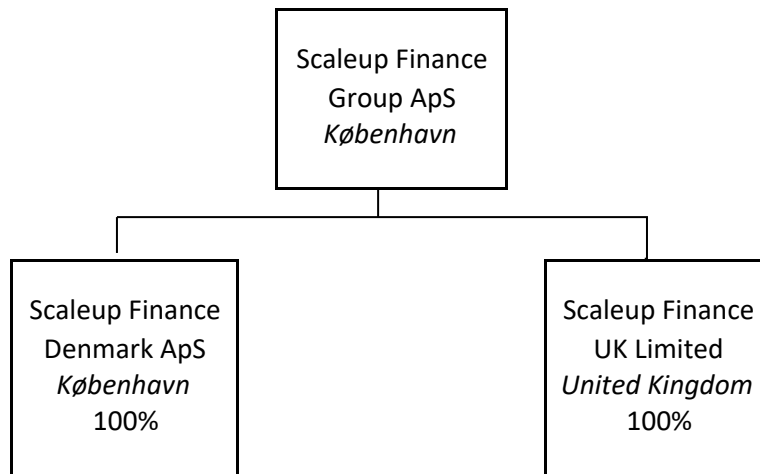 Scaleup Finance
Group ApS
København
Scaleup Finance
Denmark ApS
København
100%
Scaleup Finance
UK Limited
United Kingdom
100%